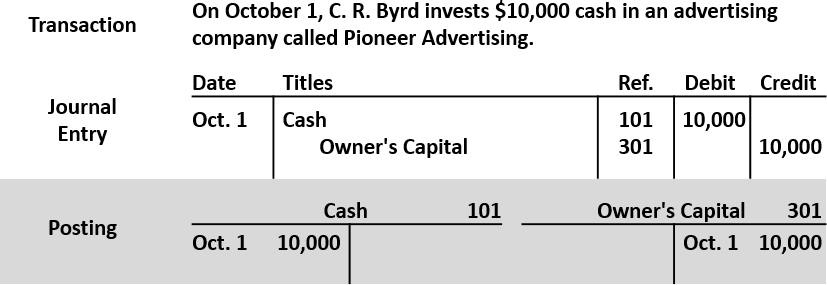 Transaction
On October 1, C. R. Byrd invests $10,000 cash in an advertising
company called Pioneer Advertising.
Journal
Entry
Date Titles Ref. Debit Credit
Oct. 1 Cash 101 10,000
Owner's Capital 301 10,000
Posting
Cash 101 Owner's Capital 301
Oct. 1 10,000 Oct. 1 10,000